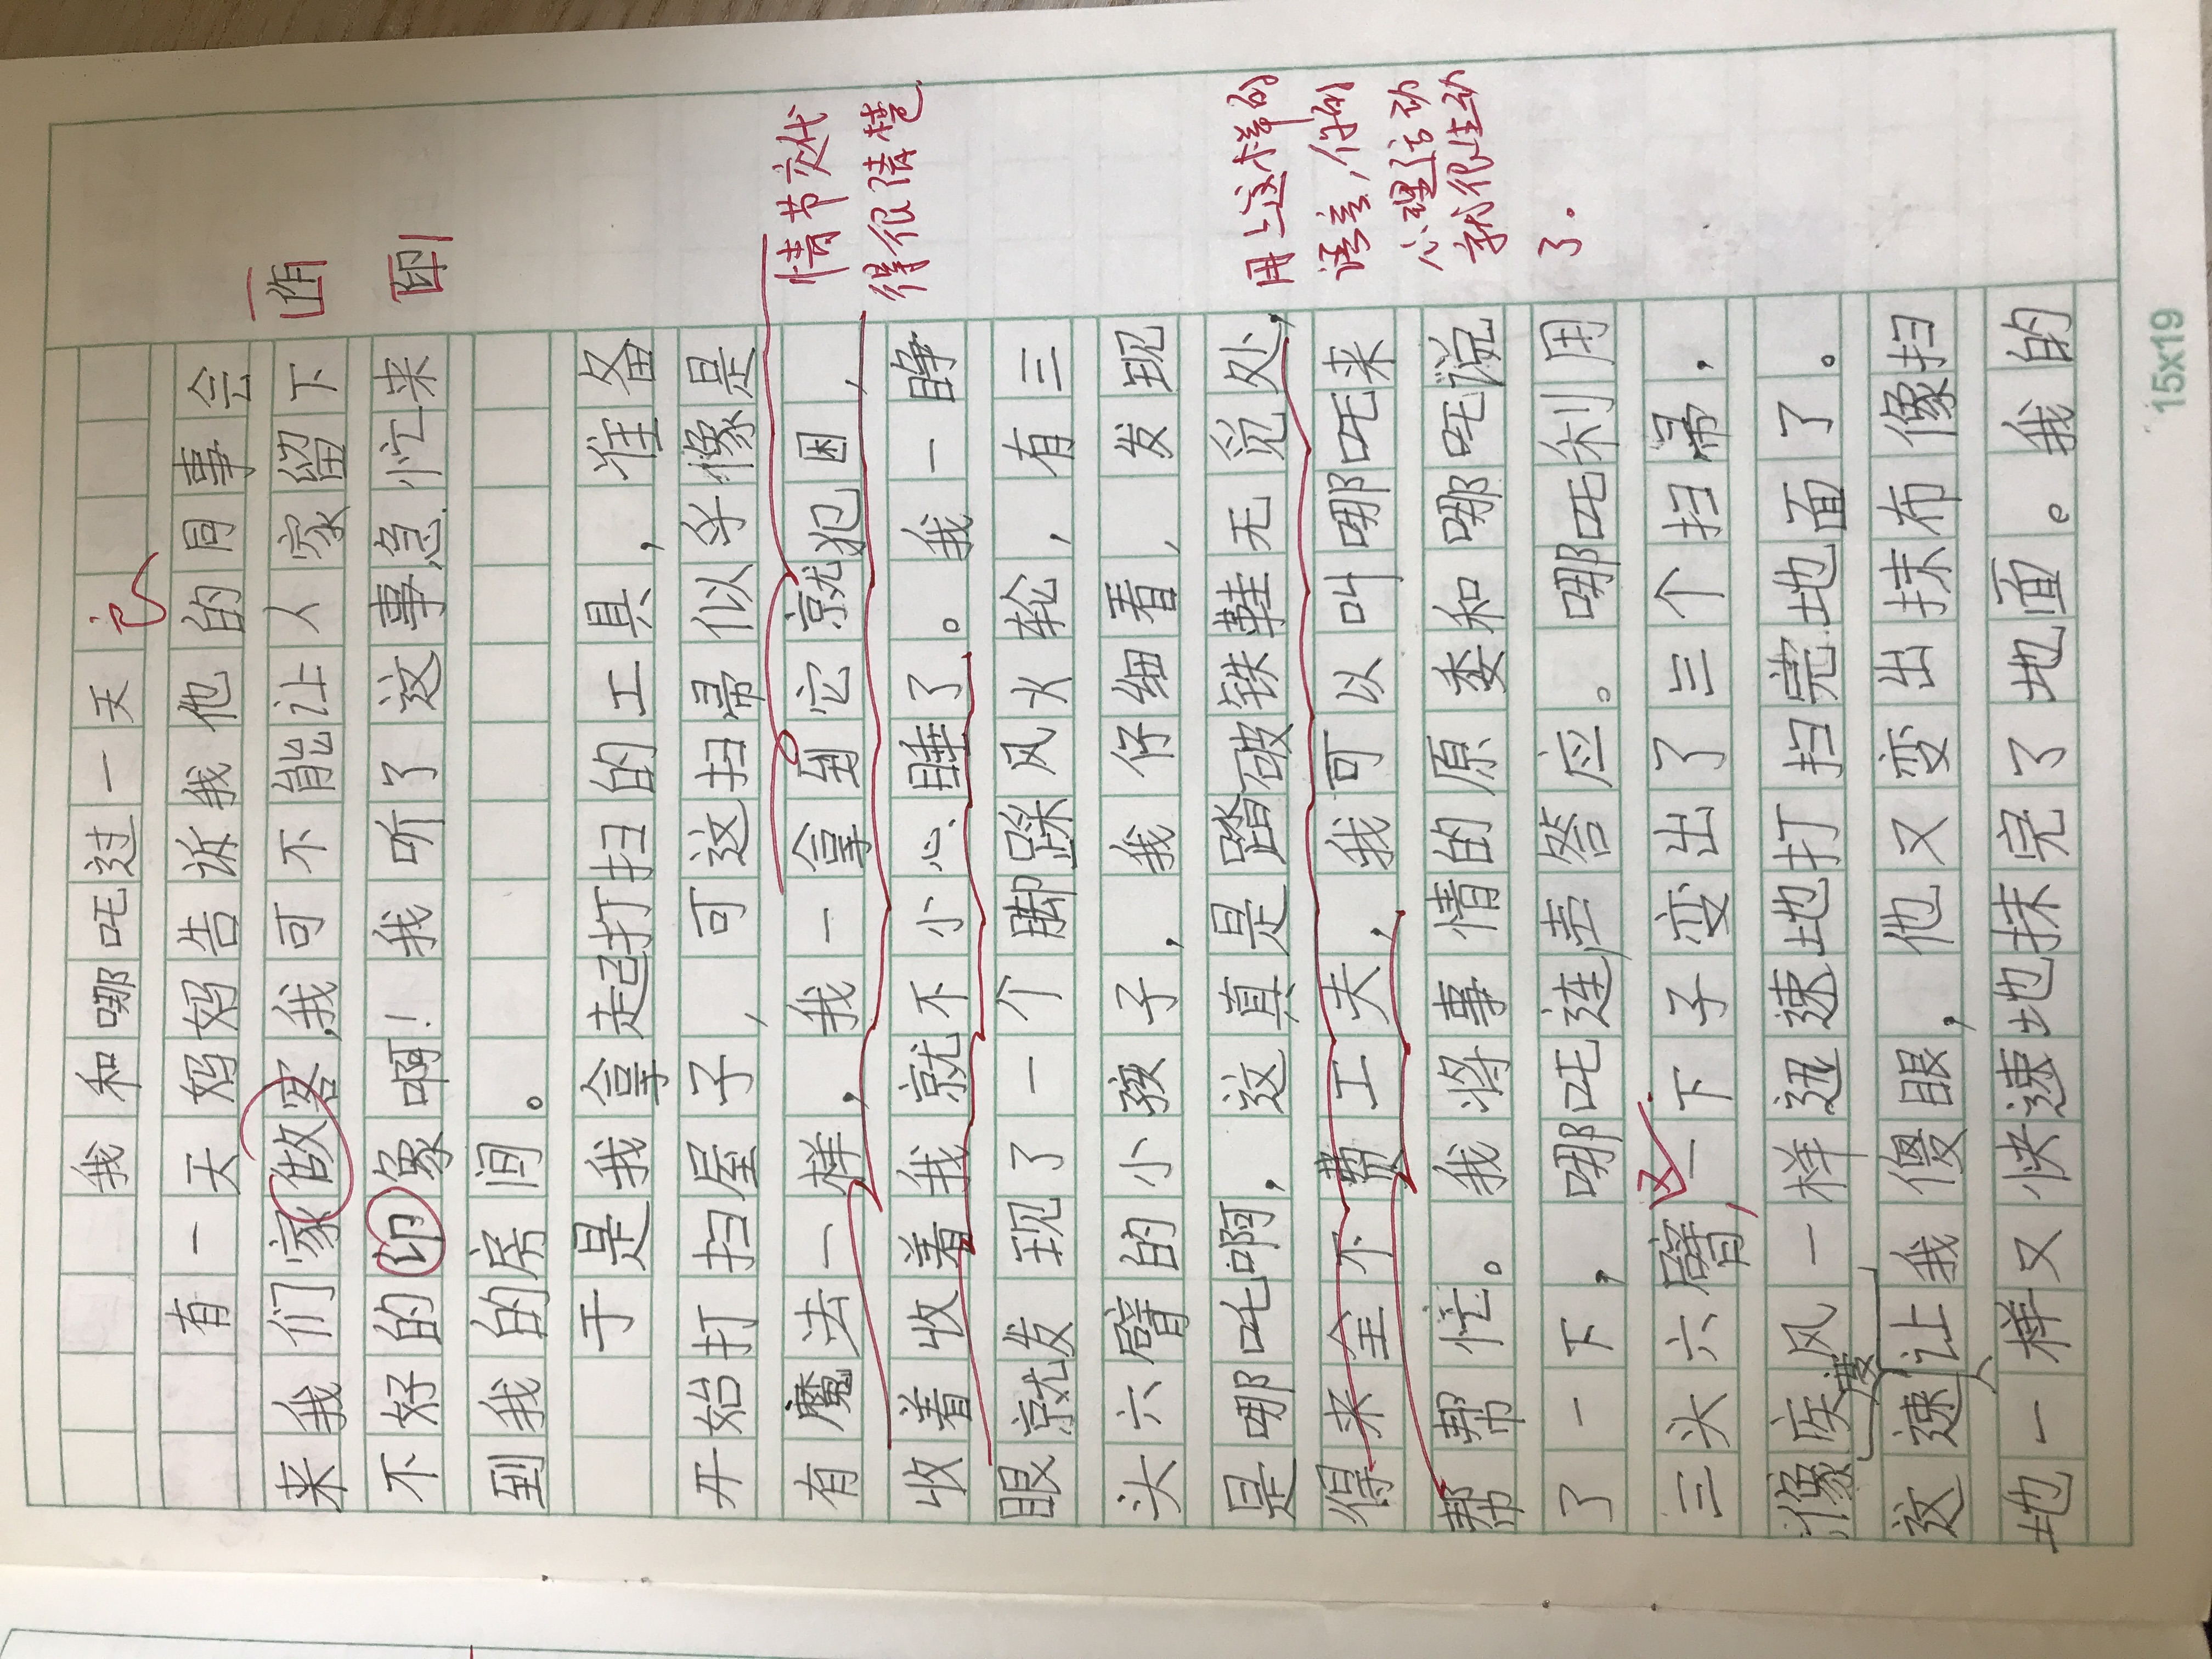 我和哪吒过一天
有一天妈妈告诉我他的同事会
来我们家做客,我可不能让人家留下
作
不好的印象啊！我听了这事急忙来
印
到我的房间。
于是我拿起打扫的工具，准备
开始打扫屋子，可这扫帚似乎像是
有魔法一样，我一拿到它就犯困，
情节交代
得很清楚
收着收着我就不小心睡了。我一睁
眼就发现了一个脚踩风火轮，有三
头六臂的小孩子，我仔细看，发现
是哪吒啊，这真是踏破铁鞋无觅处，
用上这样的
语言，你的
心理活动
就很生动
了.
得来全不费工夫，我可以叫哪吒来
帮帮忙。我将事情的原委和哪吒说
了一下，哪吒连声答应。哪吒利用
三头六臂，一下子变出了三个扫帚，
像疾风一样迅速地打扫完地面了。
这速度让我傻眼，他又变出抹布像扫
地一样又快速地抹完了地面。我的
15x19